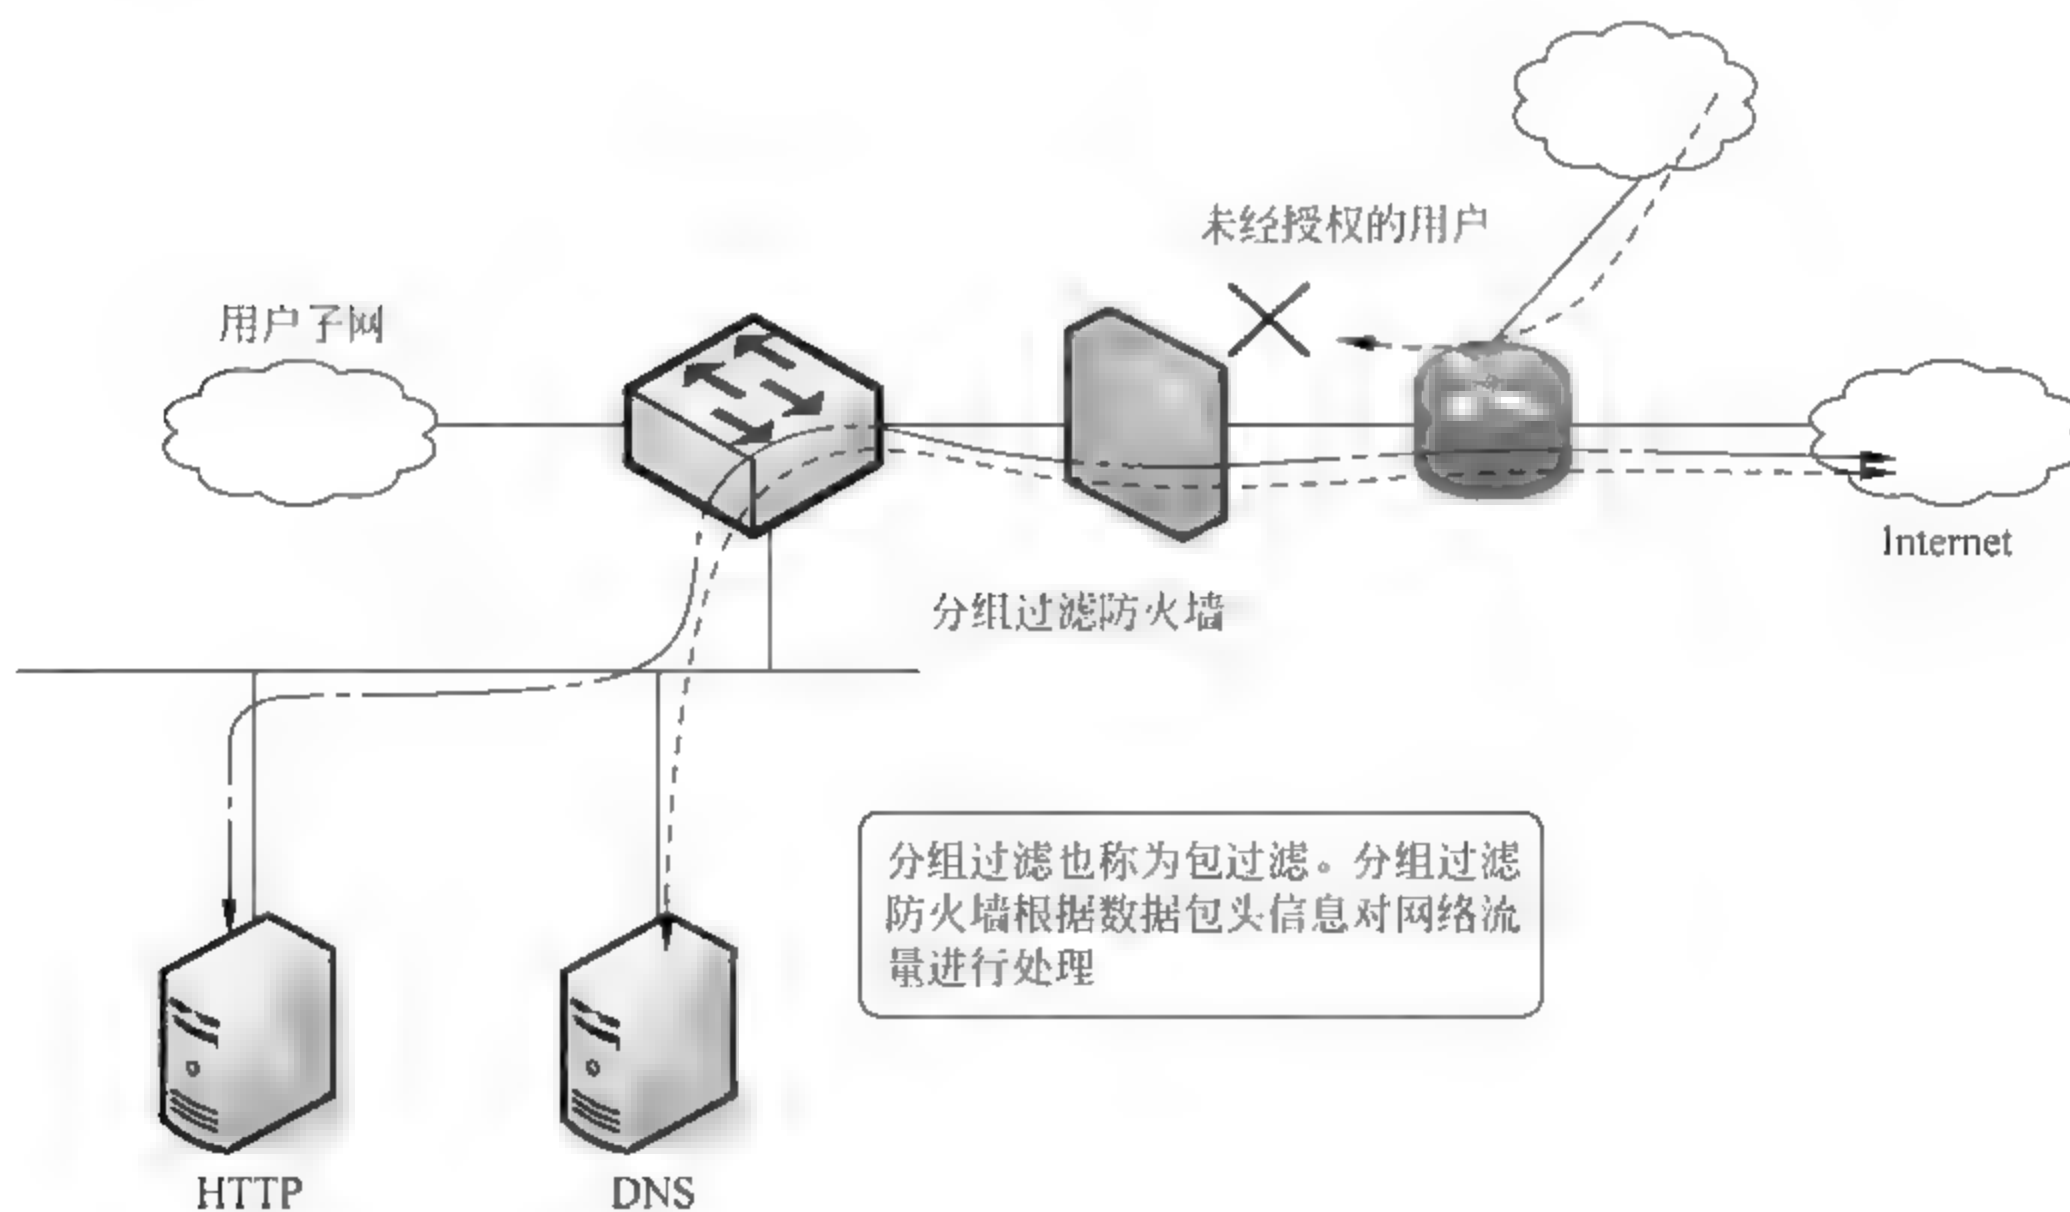 未经授权的用户
用户子网
Internet
分组过滤防火墙
分组过滤也称为包过滤。分组过滤
防火墙根据数据包头信息对网络流
量进行处理
HTTP
DNS